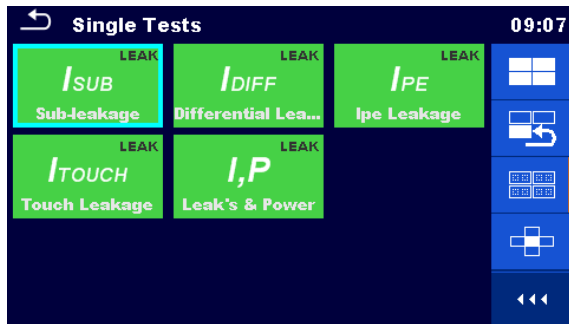 Single Tests 09:07
LEAK LEAK LEAK
ISUB IDIFF IPE
Sub-leakage Differential Lea... Ipe Leakage
LEAK LEAK
ITOUCH I,P
Touch Leakage Leak's & Power